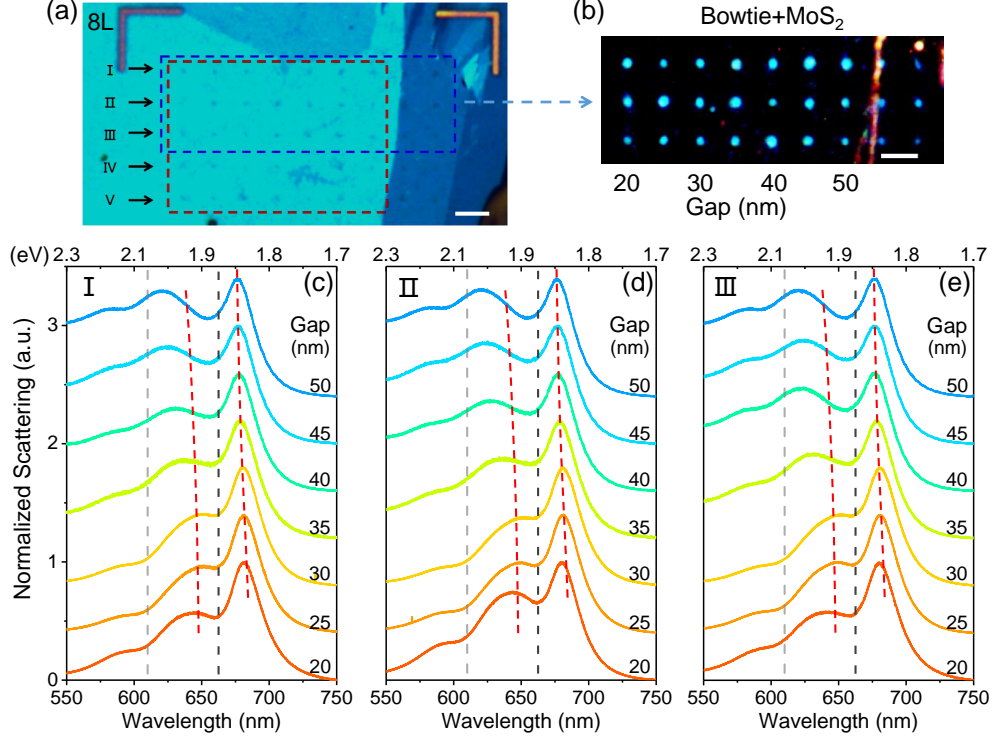 (a)
8L
I
II
III
IV
V
(b)
Bowtie+MoS2
20 30 40 50
Gap (nm)
(eV) 2.3 2.1 1.9 1.8 1.7
2.3 2.1 1.9 1.8 1.7
2.3 2.1 1.9 1.8 1.7
Normalized Scattering (a.u.)
3
2
1
0
I
(c)
Gap
(nm)
50
45
40
35
30
25
20
550 600 650 700 750
Wavelength (nm)
II
(d)
Gap
(nm)
50
45
40
35
30
25
20
550 600 650 700 750
Wavelength (nm)
III
(e)
Gap
(nm)
50
45
40
35
30
25
20
550 600 650 700 750
Wavelength (nm)